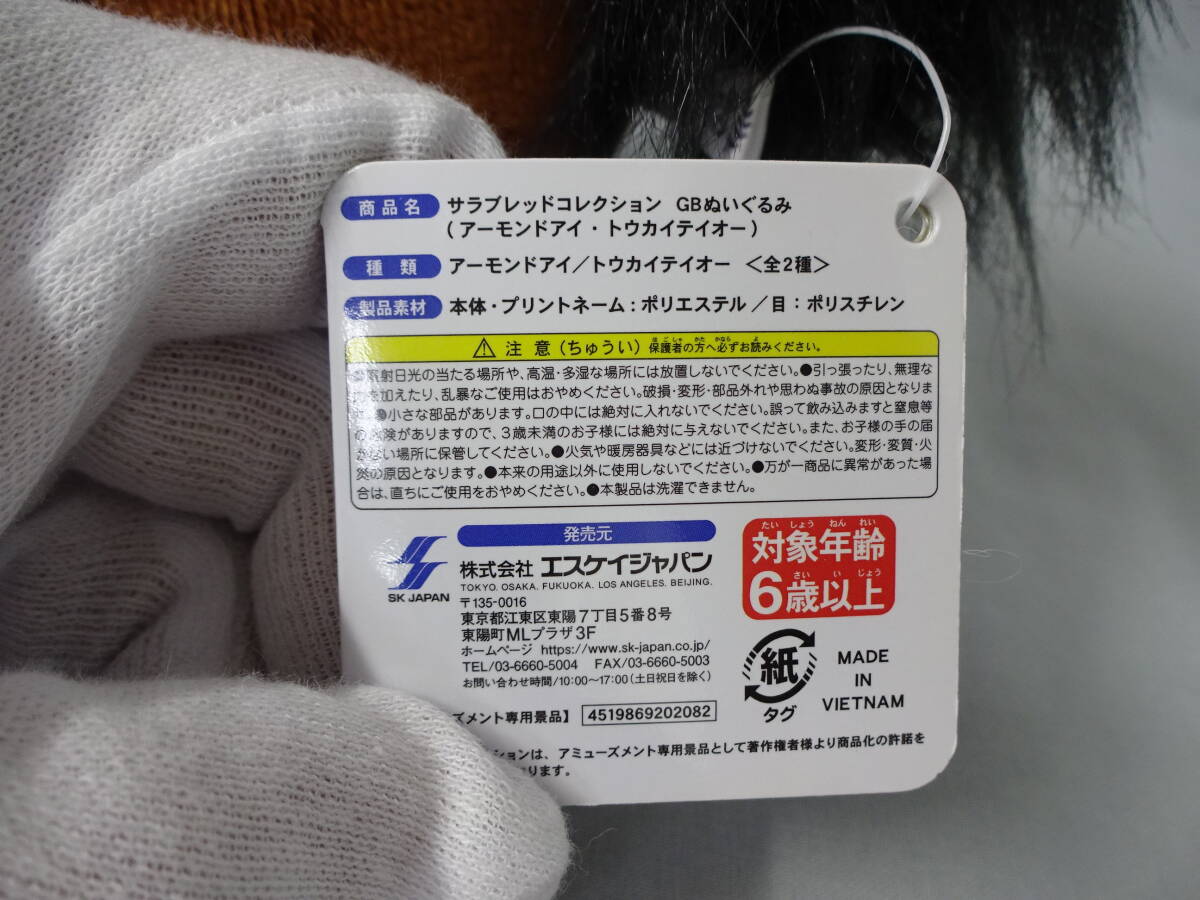 商品名 サラブレッドコレクション GBぬいぐるみ
(アーモンドアイ・トウカイテイオー)
種類 アーモンドアイ/トウカイテイオー <全2種>
製品素材 本体・プリントネーム:ポリエステル/目:ポリスチレン
⚠ 注意(ちゅうい) 保護者の方へ必ずお読みください。
射日光の当たる場所や、高温・多湿な場所には放置しないでください。●引っ張ったり、無理な
を加えたり、乱暴なご使用はおやめください。破損・変形・部品外れや思わぬ事故の原因となりま
●小さな部品があります。口の中には絶対に入れないでください。誤って飲み込みますと窒息等
の危険がありますので、3歳未満のお子様には絶対に与えないでください。また、お子様の手の届
かない場所に保管してください。●火気や暖房器具などには近づけないでください。変形・変質・火
災の原因となります。●本来の用途以外に使用しないでください。●万が一商品に異常があった場
合は、直ちにご使用をおやめください。●本製品は洗濯できません。
発売元
SK JAPAN
株式会社 エスケイジャパン
TOKYO. OSAKA. FUKUOKA. LOS ANGELES. BEIJING.
〒135-0016
東京都江東区東陽7丁目5番8号
東陽町MLプラザ3F
ホームページ https://www.sk-japan.co.jp/
TEL/03-6660-5004 FAX/03-6660-5003
お問い合わせ時間/10:00〜17:00(土日祝日を除く)
たいしょうねんれい
対象年齢
さいいじょう
6歳以上
紙
タグ
MADE
IN
VIETNAM
ズメント専用景品】 4519869202082
ションは、アミューズメント専用景品として著作権者様より商品化の許諾を
ります。